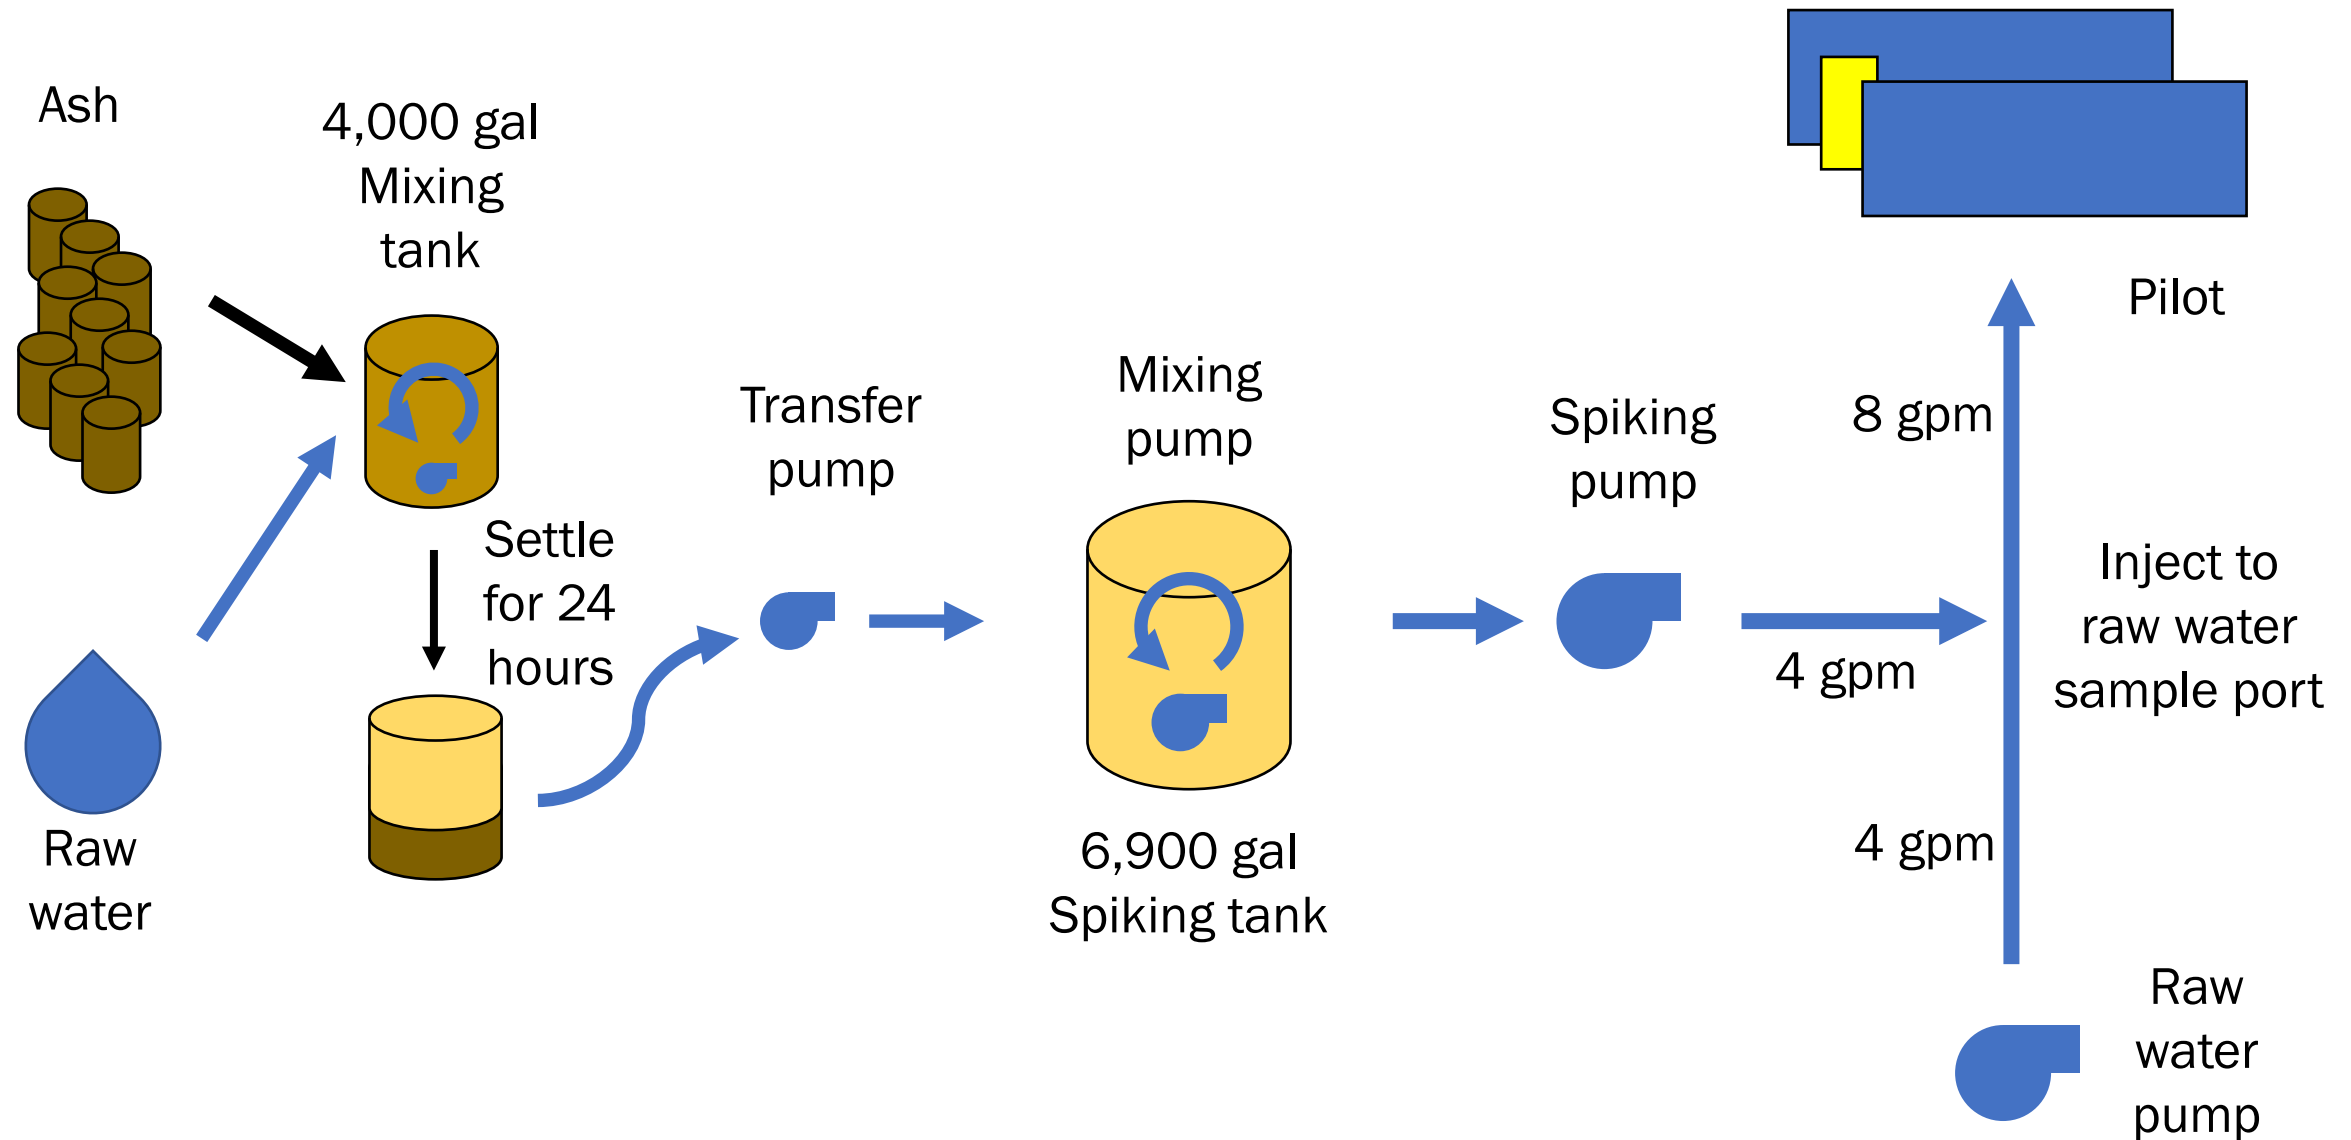 Ash
4,000 gal
Mixing
tank
Settle
for 24
hours
Raw
water
Transfer
pump
Mixing
pump
6,900 gal
Spiking tank
Spiking
pump
4 gpm
8 gpm
Pilot
Inject to
raw water
sample port
4 gpm
Raw
water
pump